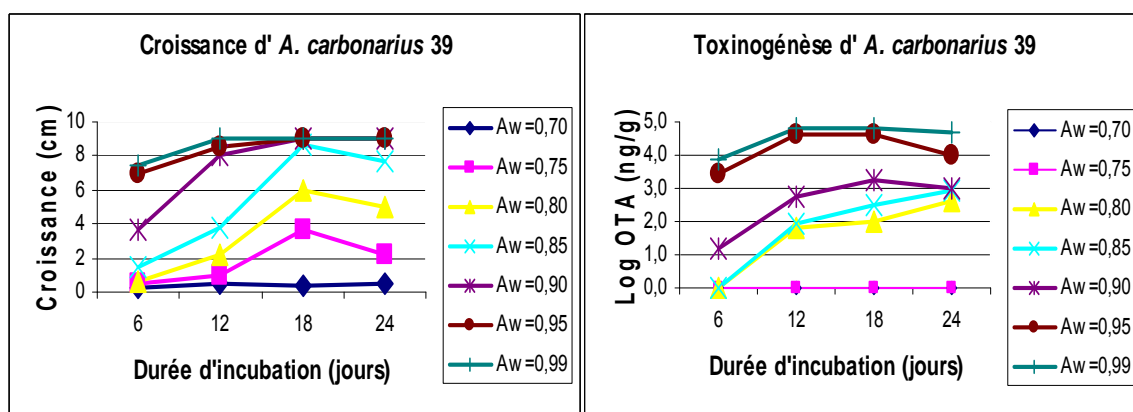 Croissance d' A. carbonarius 39
Croissance (cm)
10
8
6
4
2
0
6 12 18 24
Durée d'incubation (jours)
Aw=0,70
Aw=0,75
Aw=0,80
Aw=0,85
Aw=0,90
Aw=0,95
Aw=0,99
Toxinogénèse d' A. carbonarius 39
Log OTA (ng/g)
5,0
4,0
3,0
2,0
1,0
0,0
6 12 18 24
Durée d'incubation (jours)
Aw=0,70
Aw=0,75
Aw=0,80
Aw=0,85
Aw=0,90
Aw=0,95
Aw=0,99